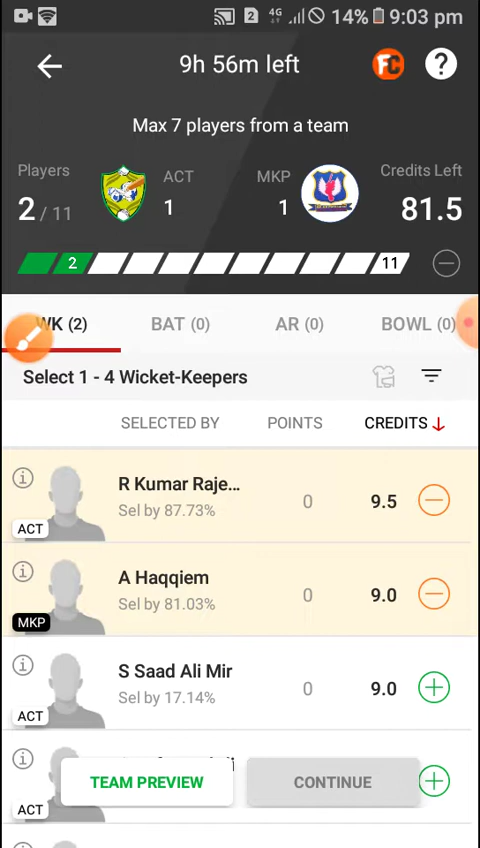 2 4G 14% 9:03 pm
9h 56m left FC ?
Max 7 players from a team
Players ACT MKP Credits Left
2 / 11 1 1 81.5
2 11
WK (2) BAT (0) AR (0) BOWL (0)
Select 1 - 4 Wicket-Keepers
SELECTED BY POINTS CREDITS
R Kumar Raje...
Sel by 87.73% 0 9.5
ACT
A Haqqiem
Sel by 81.03% 0 9.0
MKP
S Saad Ali Mir
Sel by 17.14% 0 9.0
ACT
TEAM PREVIEW CONTINUE
ACT